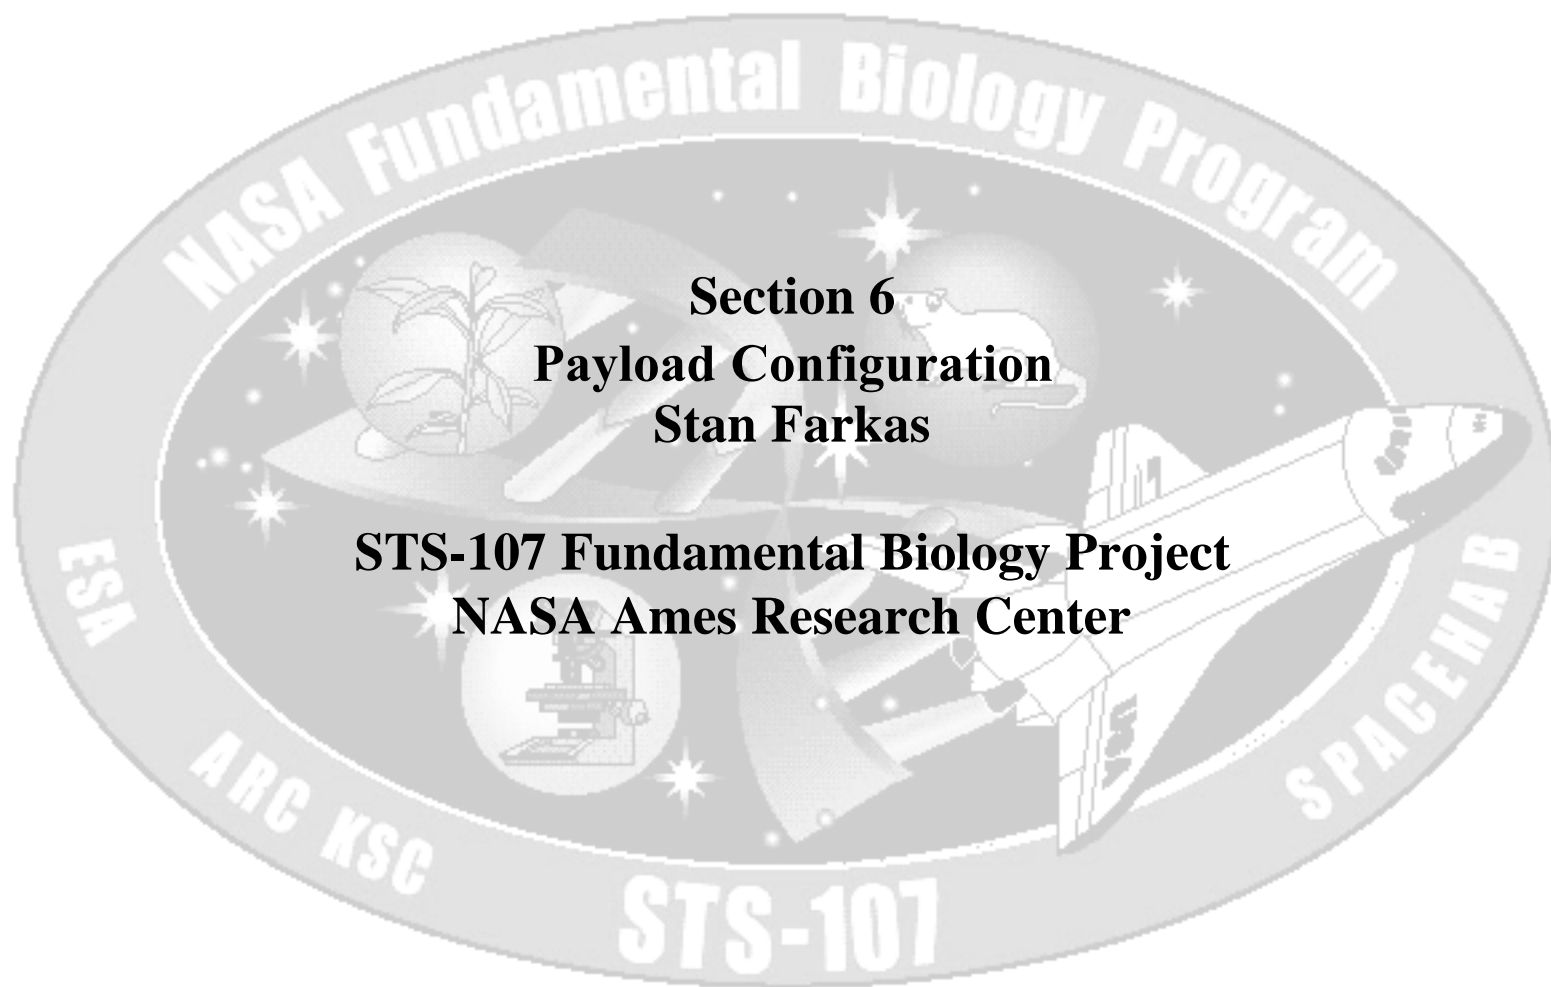 NASA Fundamental Biology Program
Section 6
Payload Configuration
Stan Farkas
STS-107 Fundamental Biology Project
NASA Ames Research Center
ESA
ARC KSC
STS-107
SPACEHAB